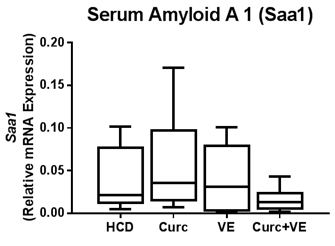 Serum Amyloid A 1 (Saa1)
Saa1
(Relative mRNA Expression)
0.20
0.15
0.10
0.05
0.00
HCD Curc VE Curc+VE